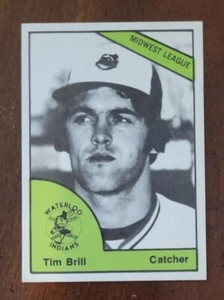 MIDWEST LEAGUE
WATERLOO
INDIANS
Tim Brill
Catcher